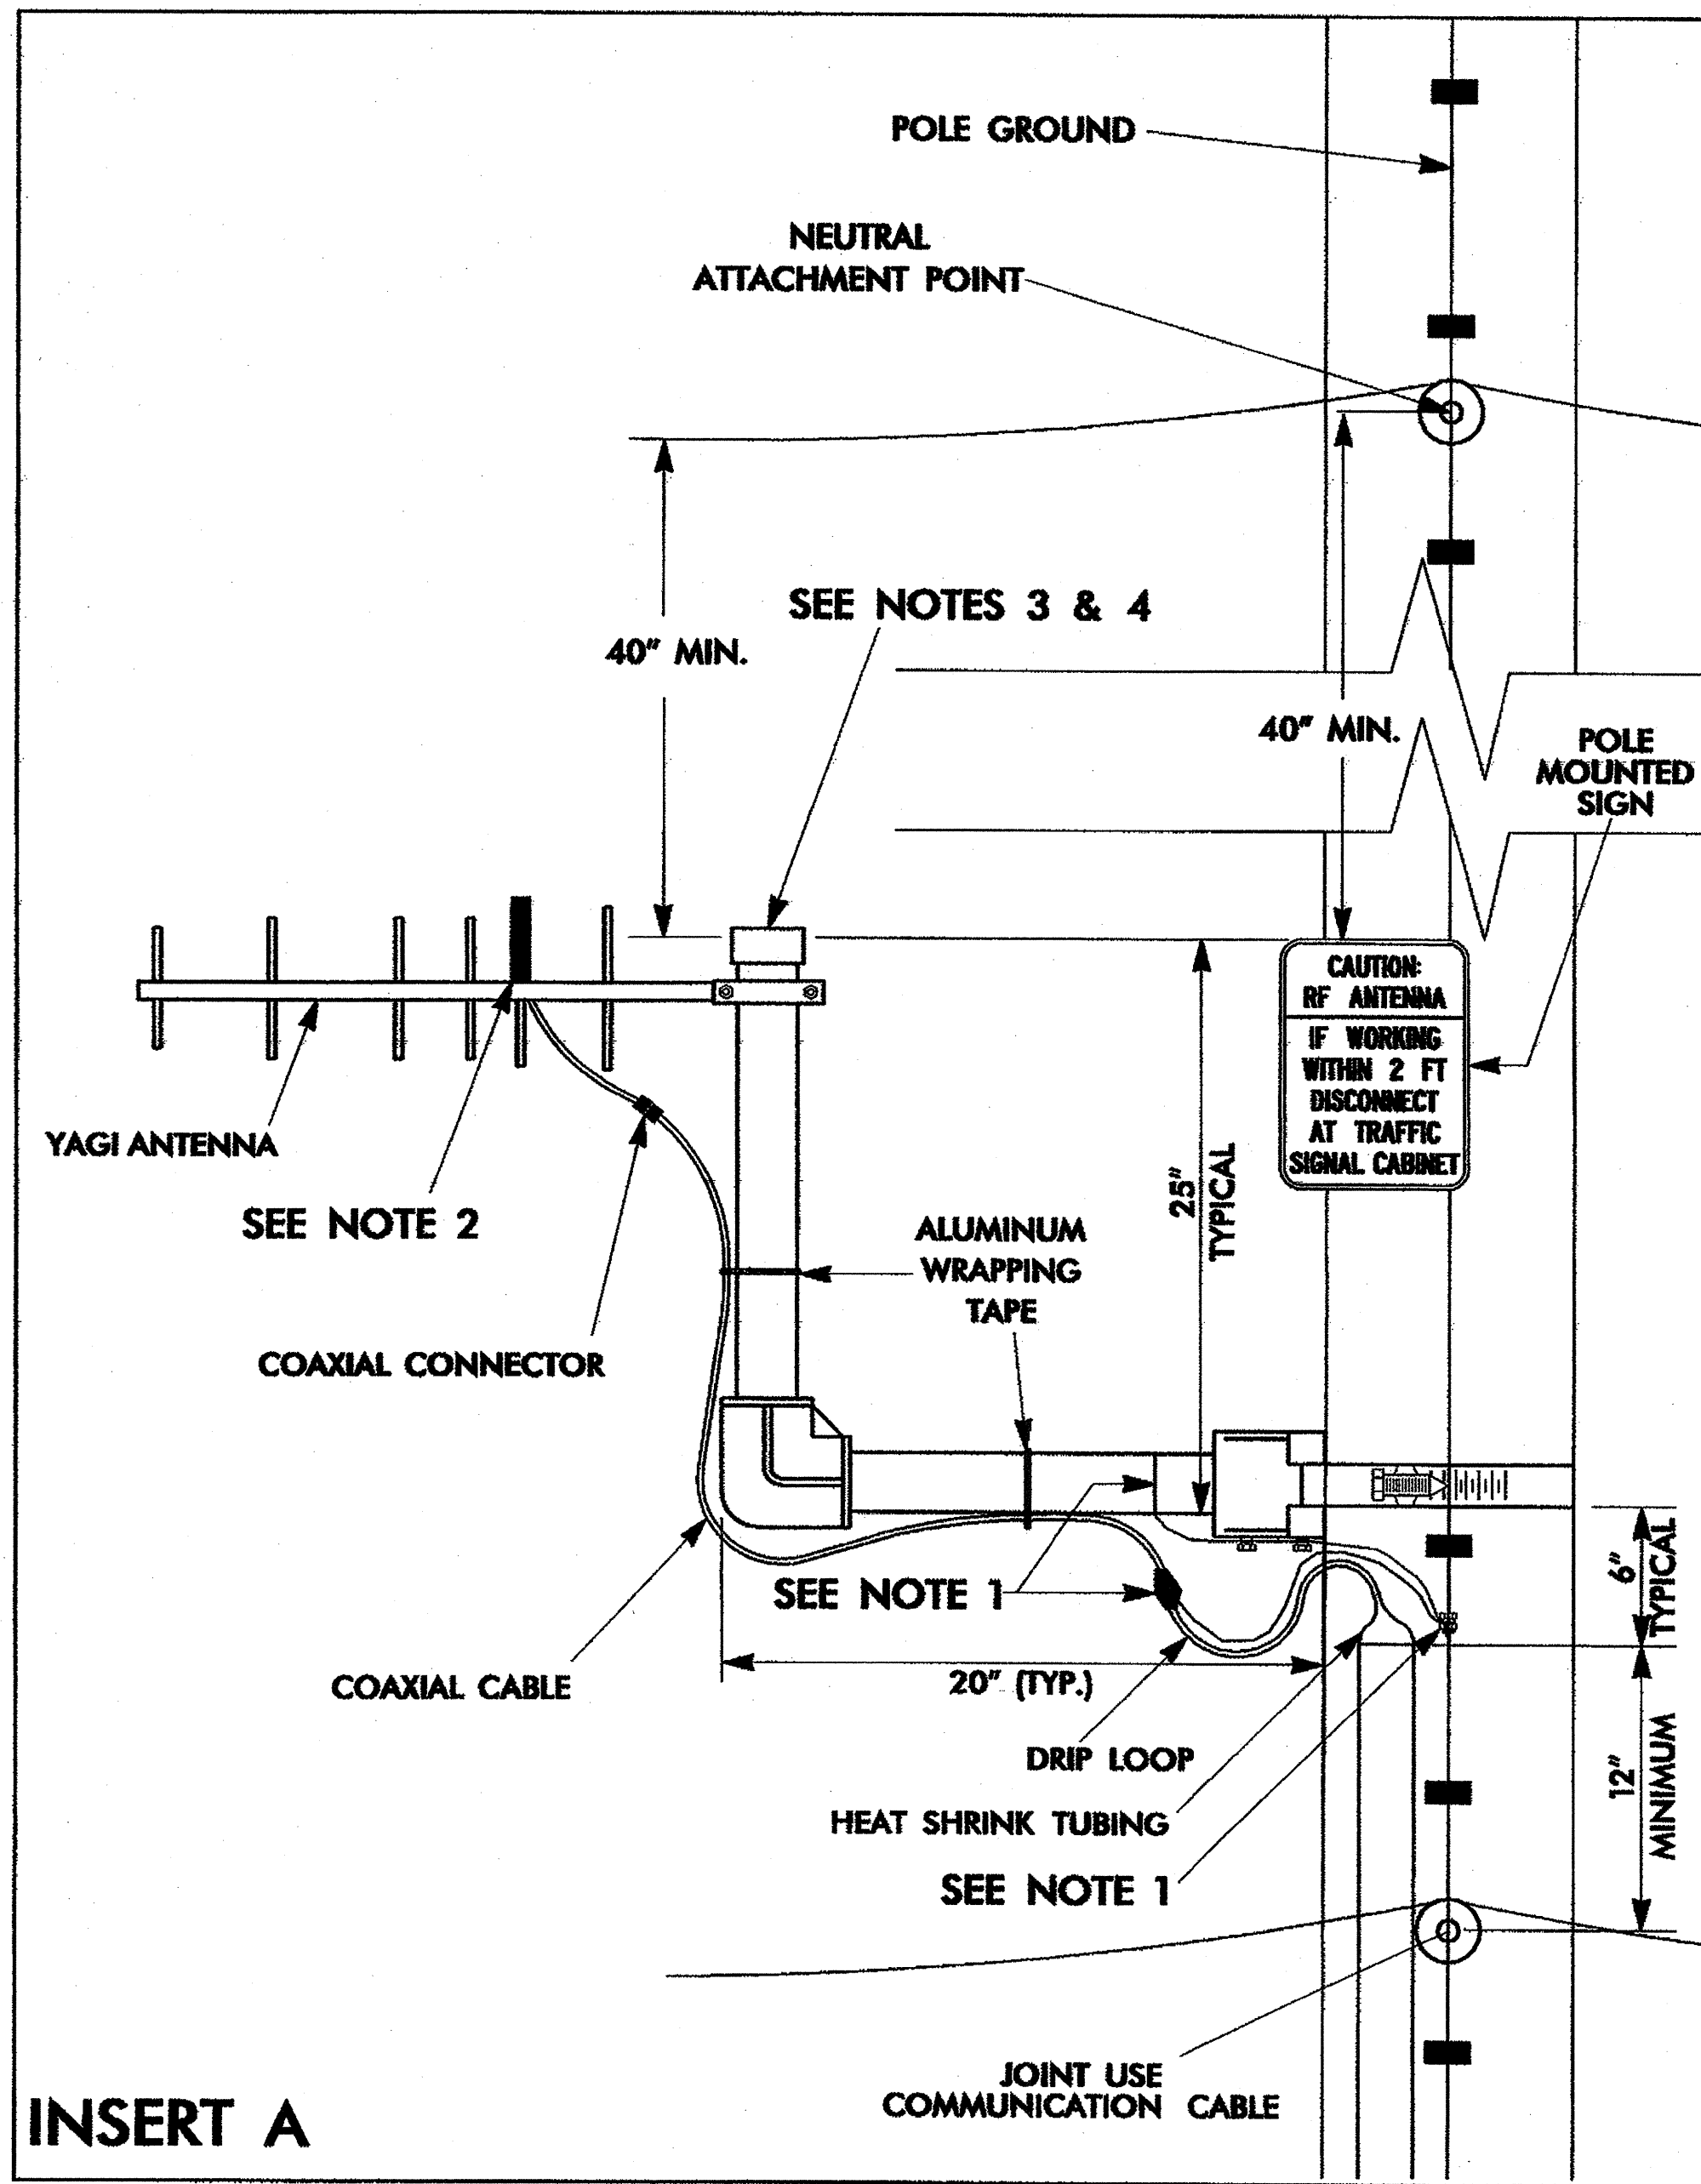 POLE GROUND
NEUTRAL
ATTACHMENT POINT
SEE NOTES 3 & 4
40" MIN.
40" MIN.
POLE
MOUNTED
SIGN
CAUTION:
RF ANTENNA
IF WORKING
WITHIN 2 FT
DISCONNECT
AT TRAFFIC
SIGNAL CABINET
YAGI ANTENNA
SEE NOTE 2
25"
TYPICAL
ALUMINUM
WRAPPING
TAPE
COAXIAL CONNECTOR
SEE NOTE 1
6"
TYPICAL
COAXIAL CABLE
20" (TYP.)
DRIP LOOP
HEAT SHRINK TUBING
12"
MINIMUM
SEE NOTE 1
JOINT USE
COMMUNICATION CABLE
INSERT A